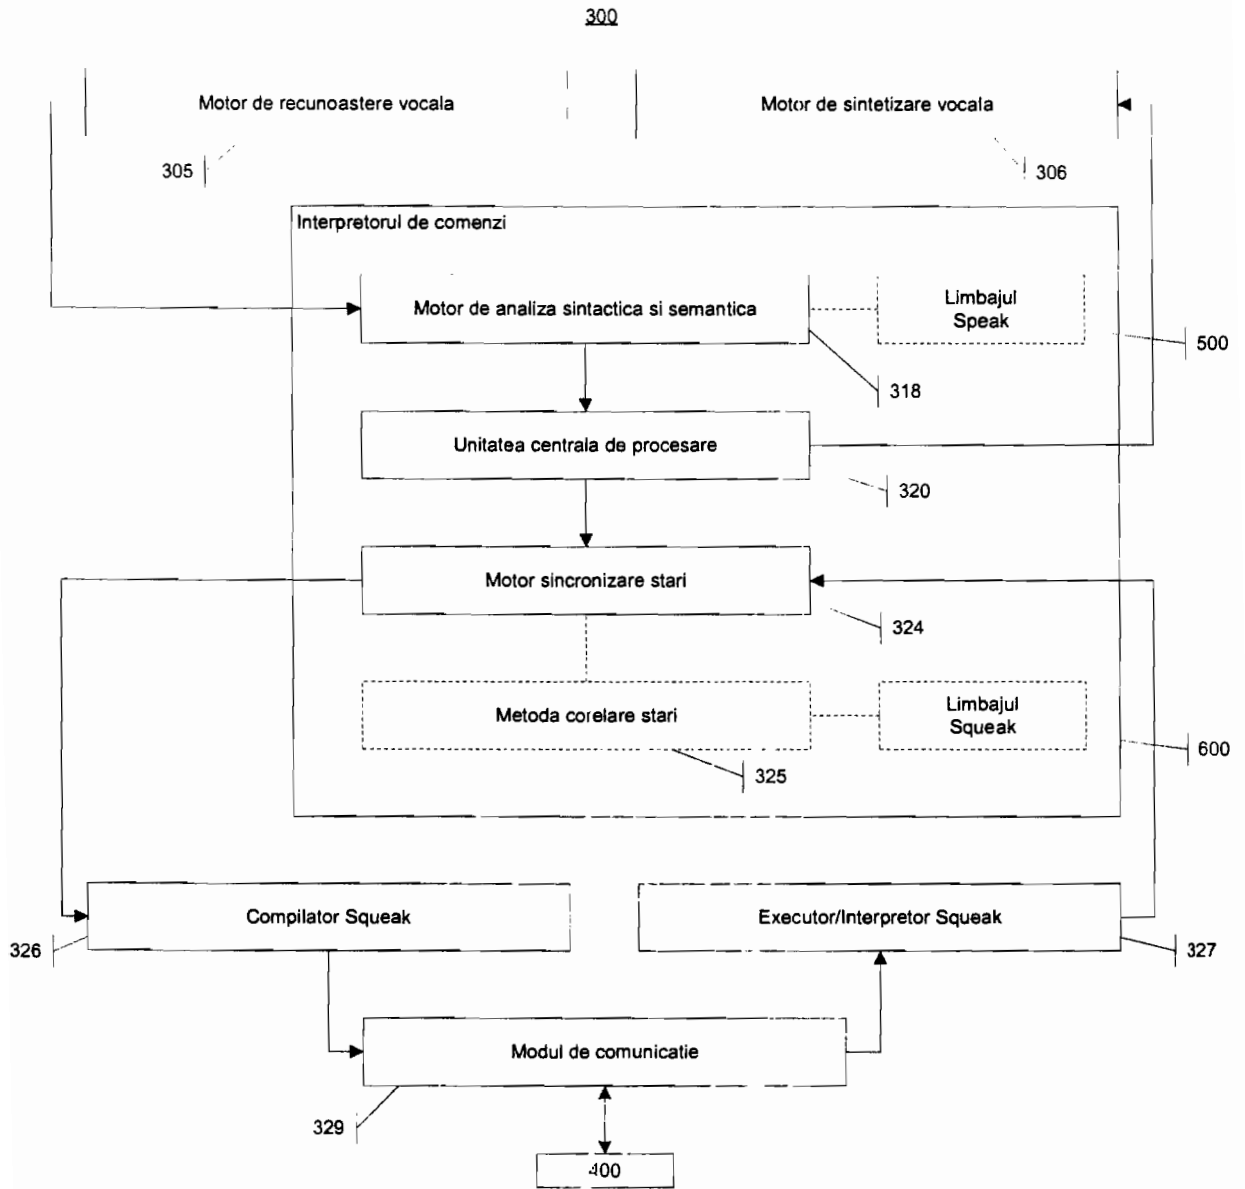 300
Motor de recunoastere vocala
Motor de sintetizare vocala
305
306
Interpretorul de comenzi
Motor de analiza sintactica si semantica
Limbajul
Speak
500
318
Unitatea centrala de procesare
320
Motor sincronizare stari
324
Metoda corelare stari
Limbajul
Squeak
600
325
Compilator Squeak
Executor/Interpretor Squeak
326
327
Modul de comunicatie
329
400